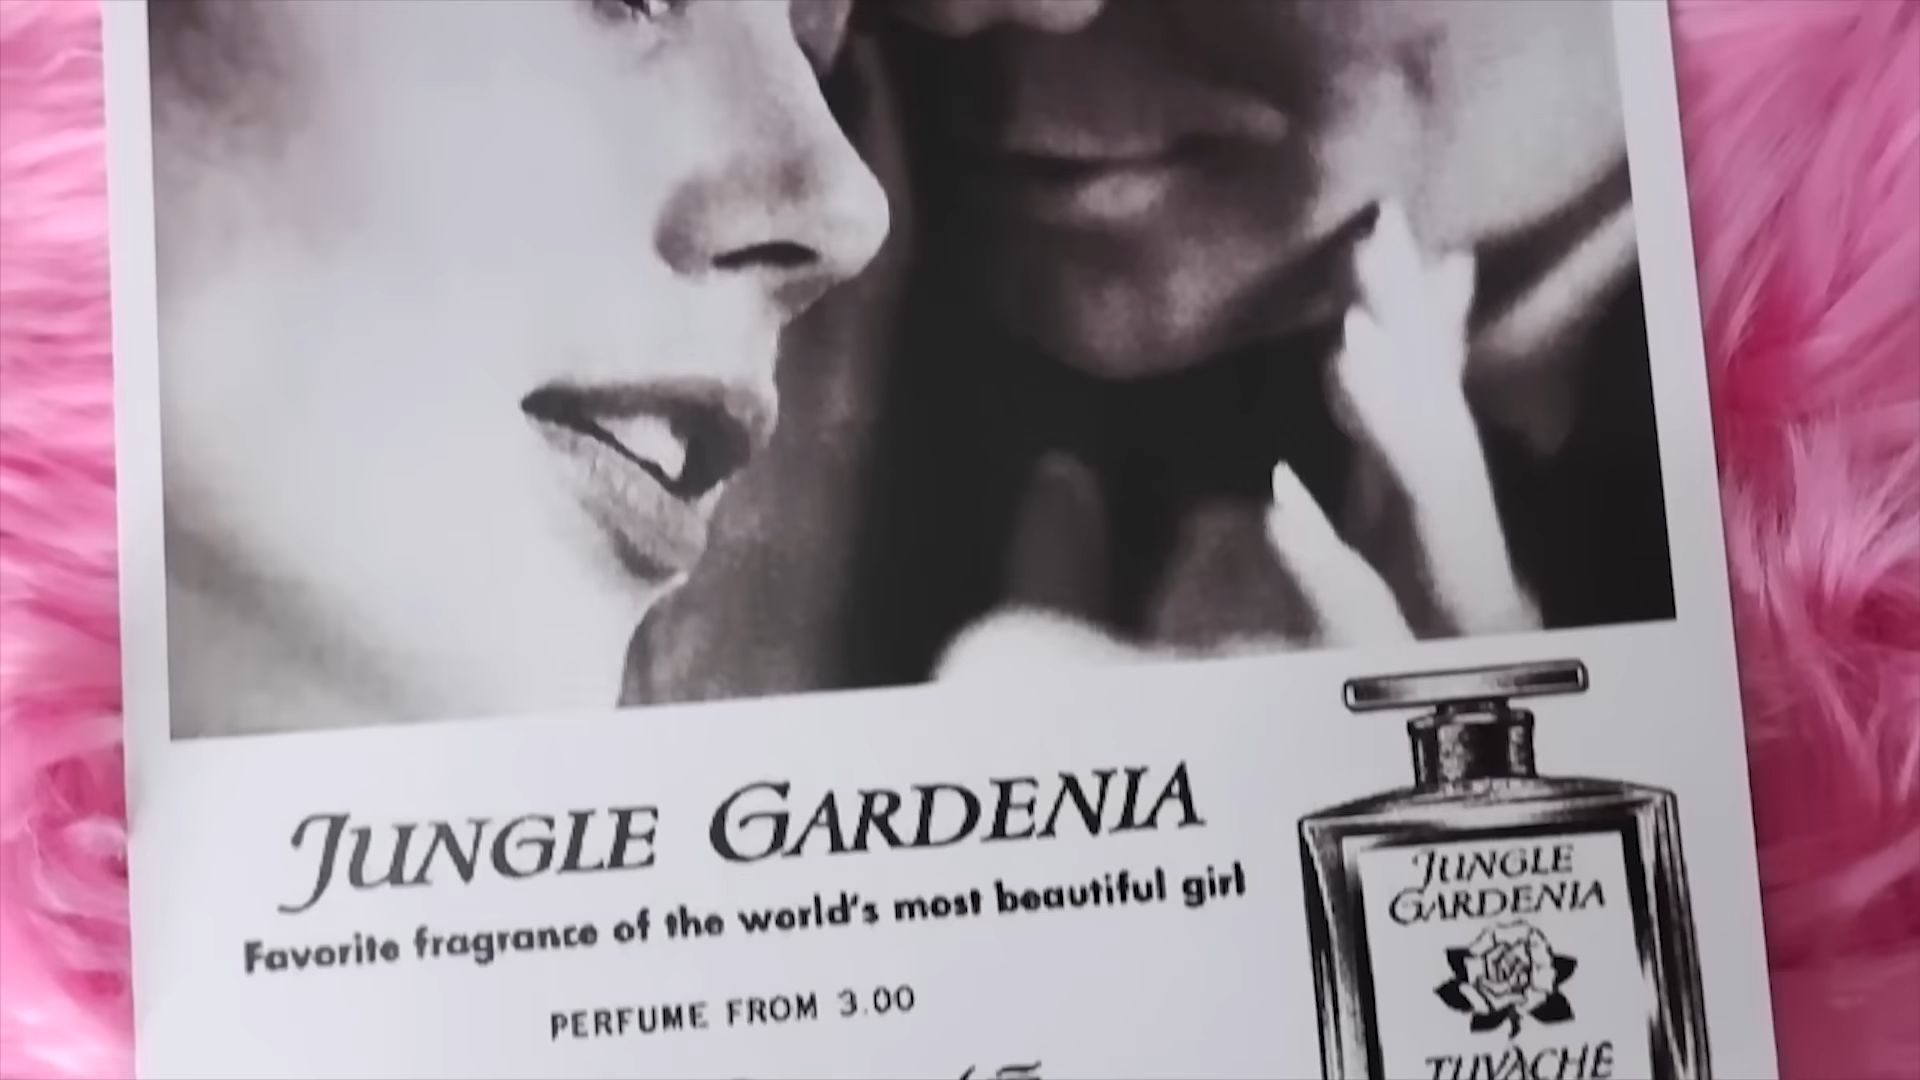 JUNGLE GARDENIA
Favorite fragrance of the world's most beautiful girl
PERFUME FROM 3.00
JUNGLE
GARDENIA
TUVACHE